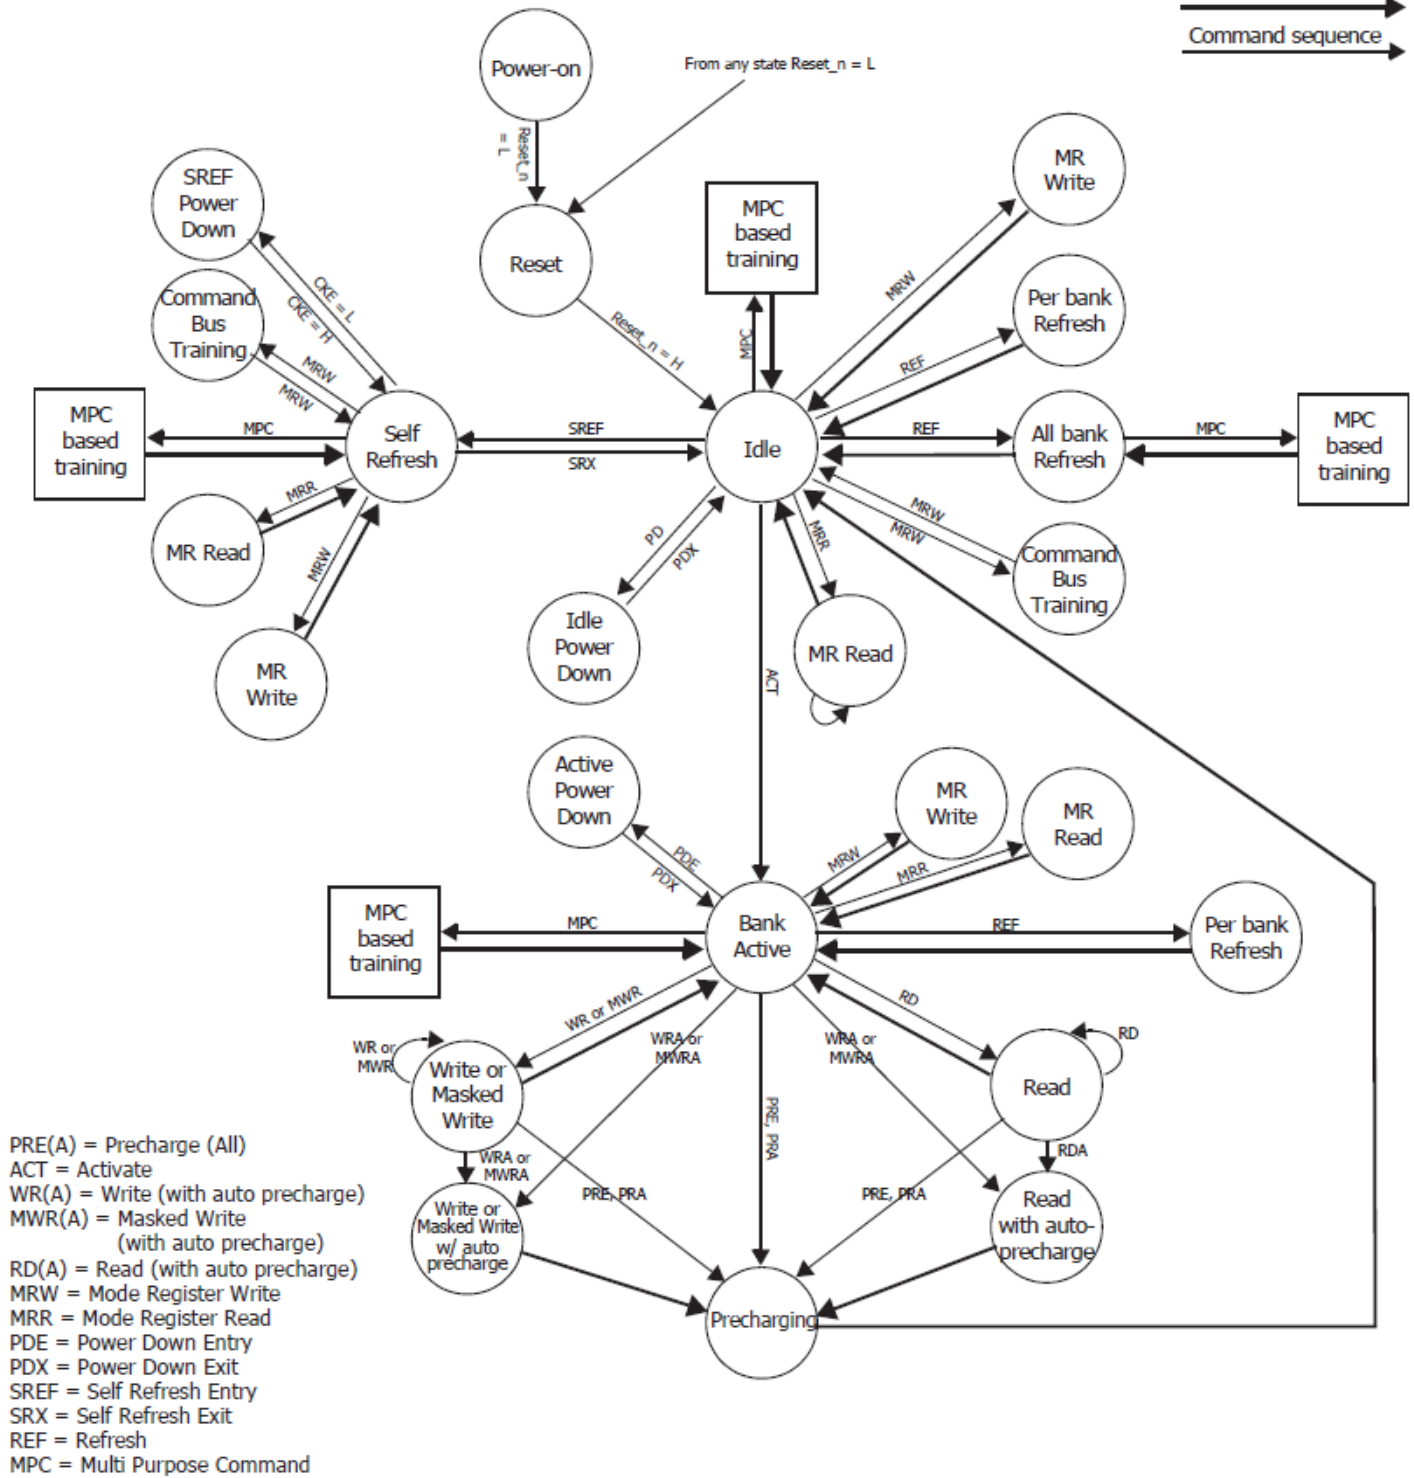 Command sequence
Power-on
From any state Reset_n = L
Reset_n
= L
SREF
Power
Down
MR
Write
MPC
based
training
Reset
Command
Bus
Training
CKE = L
CKE = H
Reset_n = H
MPC
MRW
Per bank
Refresh
REF
MRW
MRW
MPC
based
training
MPC
Self
Refresh
SREF
SRX
Idle
REF
All bank
Refresh
MPC
MPC
based
training
MRR
MR Read
MRW
MR
Write
PD
PDX
Idle
Power
Down
MRR
MR Read
MRW
MRW
Command
Bus
Training
ACT
Active
Power
Down
PDE
PDX
MR
Write
MR
Read
MRW
MRR
MPC
based
training
MPC
Bank
Active
REF
Per bank
Refresh
WR or MWR
WRA or
MWRA
WRA or
MWRA
RD
WR or
MWR
Write or
Masked
Write
RD
Read
PRE, PRA
WRA or
MWRA
PRE, PRA
PRE, PRA
RDA
Write or
Masked Write
w/ auto
precharge
Read
with auto-
precharge
Precharging
PRE(A) = Precharge (All)
ACT = Activate
WR(A) = Write (with auto precharge)
MWR(A) = Masked Write
(with auto precharge)
RD(A) = Read (with auto precharge)
MRW = Mode Register Write
MRR = Mode Register Read
PDE = Power Down Entry
PDX = Power Down Exit
SREF = Self Refresh Entry
SRX = Self Refresh Exit
REF = Refresh
MPC = Multi Purpose Command